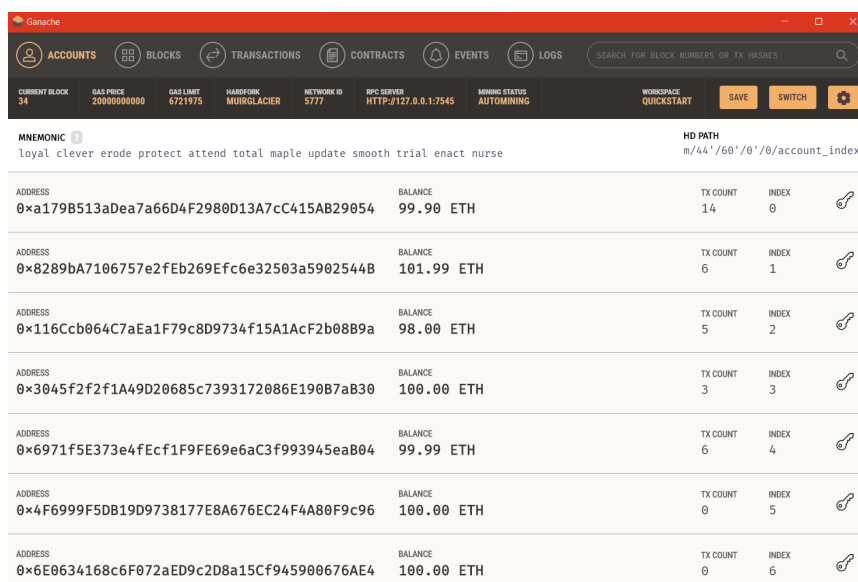 Ganache
ACCOUNTS BLOCKS TRANSACTIONS CONTRACTS EVENTS LOGS SEARCH FOR BLOCK NUMBERS OR TX HASHES
CURRENT BLOCK GAS PRICE GAS LIMIT HARDFORK NETWORK ID RPC SERVER MINING STATUS WORKSPACE
34 20000000000 6721975 MUIRGLACIER 5777 HTTP://127.0.0.1:7545 AUTOMINING QUICKSTART SAVE SWITCH
MNEMONIC ? HD PATH
loyal clever erode protect attend total maple update smooth trial enact nurse m/44'/60'/0'/0/account_index
ADDRESS BALANCE TX COUNT INDEX
0×a179B513aDea7a66D4F2980D13A7cC415AB29054 99.90 ETH 14 0
ADDRESS BALANCE TX COUNT INDEX
0×8289bA7106757e2fEb269Efc6e32503a5902544B 101.99 ETH 6 1
ADDRESS BALANCE TX COUNT INDEX
0×116Ccb064C7aEa1F79c8D9734f15A1AcF2b08B9a 98.00 ETH 5 2
ADDRESS BALANCE TX COUNT INDEX
0×3045f2f2f1A49D20685c7393172086E190B7aB30 100.00 ETH 3 3
ADDRESS BALANCE TX COUNT INDEX
0×6971f5E373e4fEcf1F9FE69e6aC3f993945eaB04 99.99 ETH 6 4
ADDRESS BALANCE TX COUNT INDEX
0×4F6999F5DB19D9738177E8A676EC24F4A80F9c96 100.00 ETH 0 5
ADDRESS BALANCE TX COUNT INDEX
0×6E0634168c6F072aED9c2D8a15Cf945900676AE4 100.00 ETH 0 6